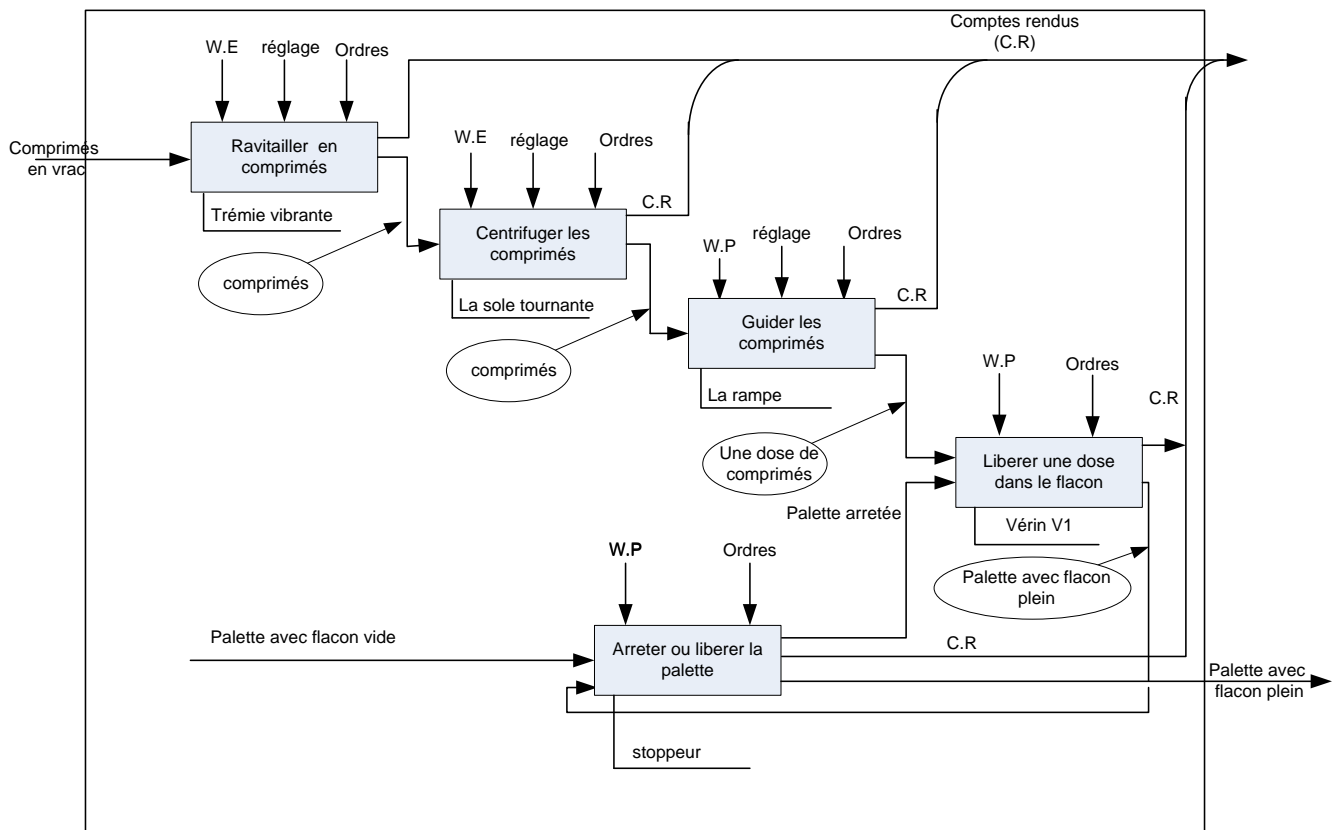 Comptes rendus
(C.R)
W.E
réglage
Ordres
Comprimés
en vrac
Ravitailler en
comprimés
Trémie vibrante
comprimés
W.E
réglage
Ordres
C.R
Centrifuger les
comprimés
La sole tournante
comprimés
W.P
réglage
Ordres
C.R
Guider les
comprimés
La rampe
Une dose de
comprimés
W.P
Ordres
C.R
Liberer une dose
dans le flacon
Vérin V1
Palette arretée
Palette avec flacon
plein
W.P
Ordres
Palette avec flacon vide
Arreter ou liberer la
palette
C.R
Palette avec
flacon plein
stoppeur